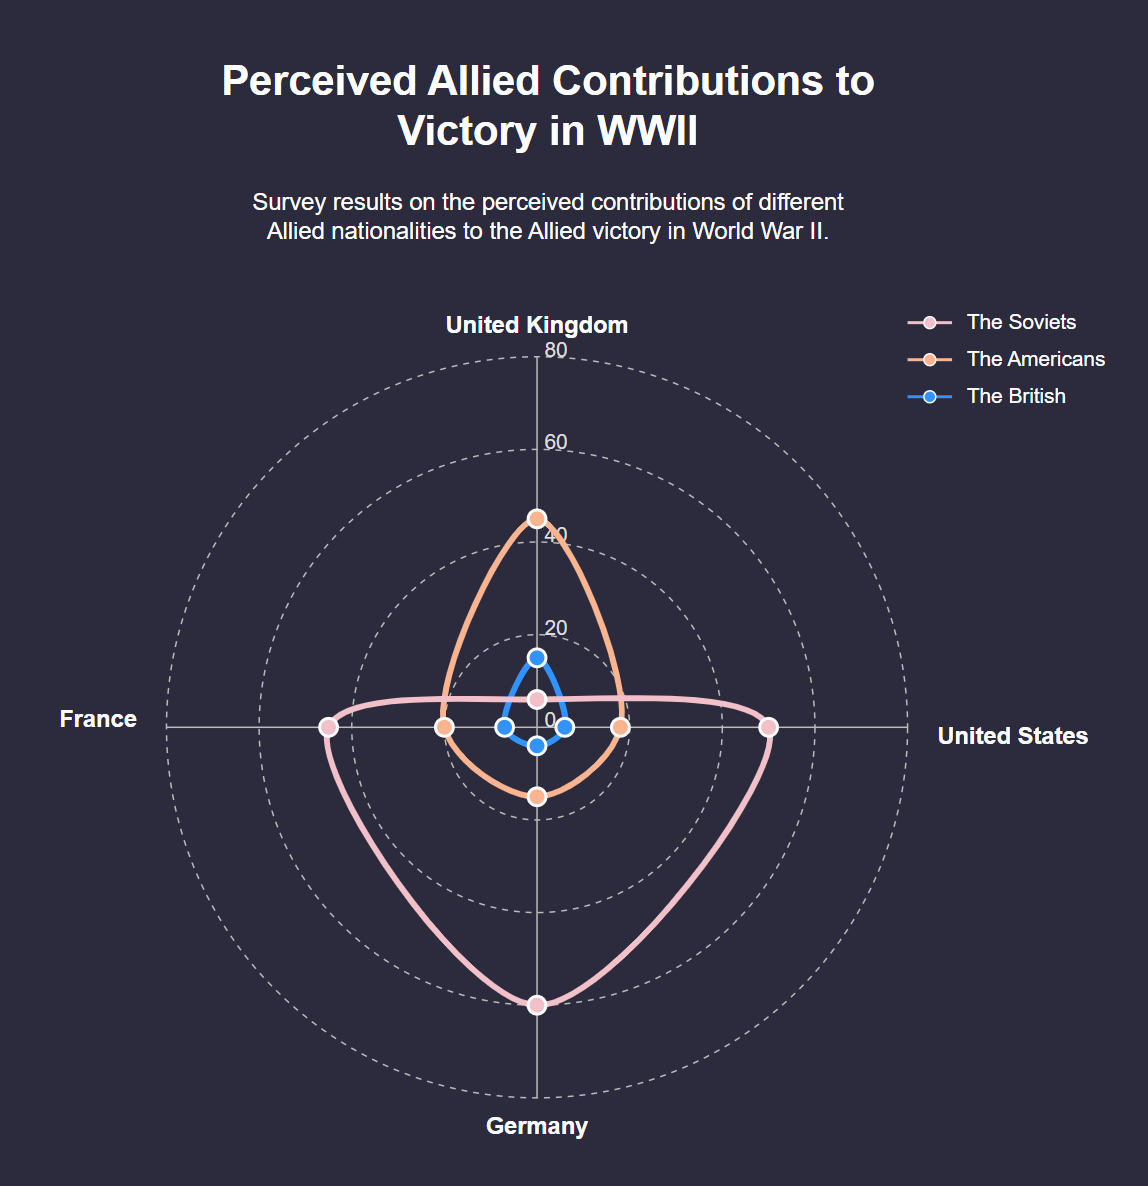 Perceived Allied Contributions to
Victory in WWII
Survey results on the perceived contributions of different
Allied nationalities to the Allied victory in World War II.
The Soviets
The Americans
The British
United Kingdom
80
60
40
20
0
France
United States
Germany